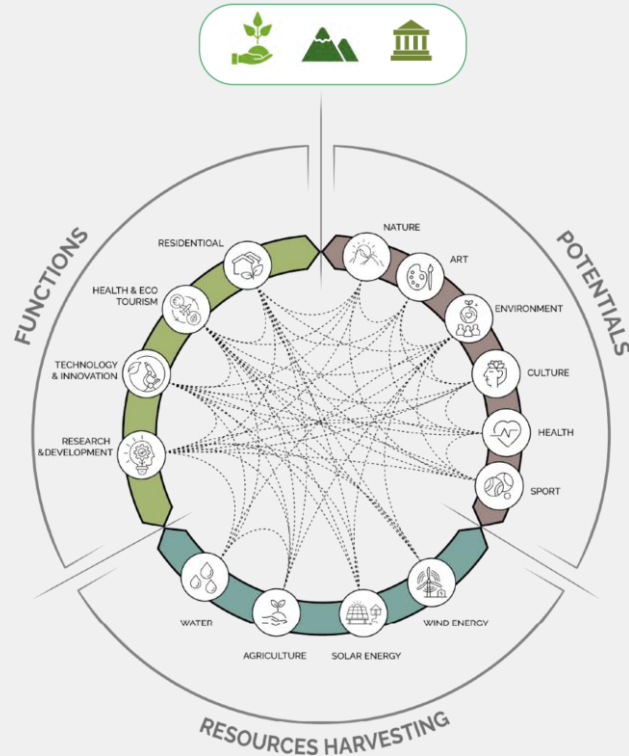 FUNCTIONS
POTENTIALS
RESOURCES HARVESTING
RESIDENTIOAL
HEALTH & ECO
TOURISM
TECHNOLOGY
& INNOVATION
RESEARCH
&DEVELOPMENT
NATURE
ART
ENVIRONMENT
CULTURE
HEALTH
SPORT
WATER
AGRICULTURE
SOLAR ENERGY
WIND ENERGY